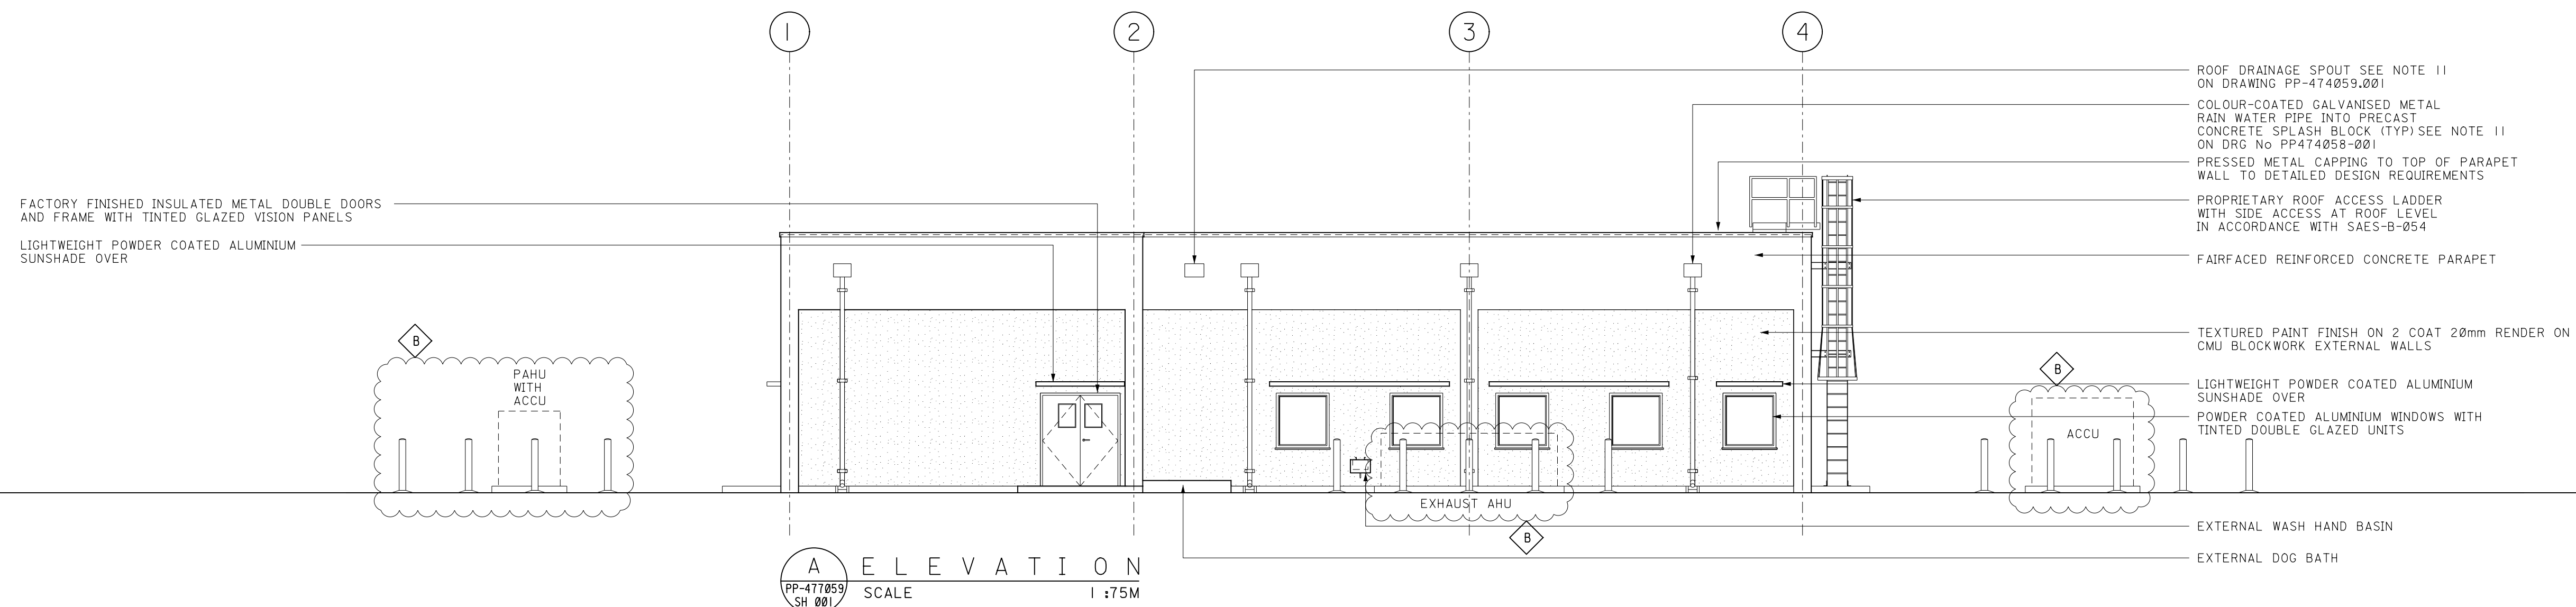 1
2
3
4
ROOF DRAINAGE SPOUT SEE NOTE 11
ON DRAWING PP-474059.001
COLOUR-COATED GALVANISED METAL
RAIN WATER PIPE INTO PRECAST
CONCRETE SPLASH BLOCK (TYP) SEE NOTE 11
ON DRG No PP474058-001
PRESSED METAL CAPPING TO TOP OF PARAPET
WALL TO DETAILED DESIGN REQUIREMENTS
PROPRIETARY ROOF ACCESS LADDER
WITH SIDE ACCESS AT ROOF LEVEL
IN ACCORDANCE WITH SAES-B-054
FACTORY FINISHED INSULATED METAL DOUBLE DOORS
AND FRAME WITH TINTED GLAZED VISION PANELS
LIGHTWEIGHT POWDER COATED ALUMINIUM
SUNSHADE OVER
FAIRFACED REINFORCED CONCRETE PARAPET
TEXTURED PAINT FINISH ON 2 COAT 20mm RENDER ON
CMU BLOCKWORK EXTERNAL WALLS
B
PAHU
WITH
ACCU
B
LIGHTWEIGHT POWDER COATED ALUMINIUM
SUNSHADE OVER
POWDER COATED ALUMINIUM WINDOWS WITH
TINTED DOUBLE GLAZED UNITS
ACCU
EXHAUST AHU
B
EXTERNAL WASH HAND BASIN
EXTERNAL DOG BATH
A
PP-477059
SH 001
ELEVATION
SCALE 1:75M